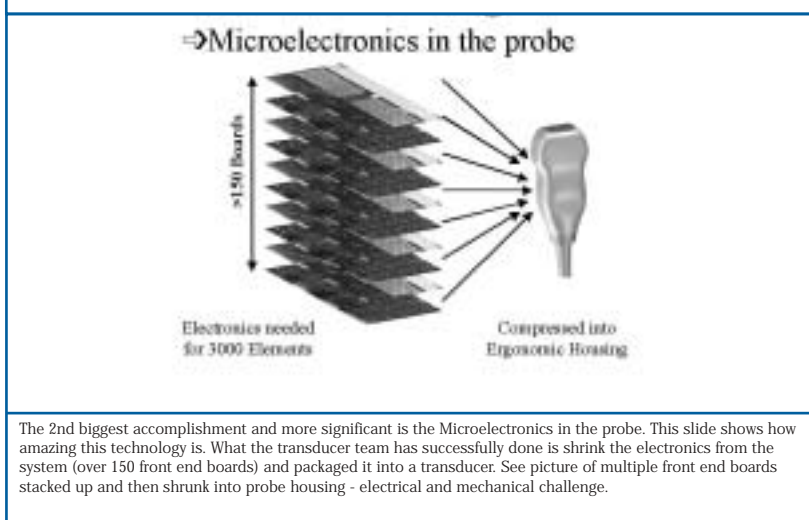 ⇒Microelectronics in the probe
>150 Boards
Electronics needed
for 3000 Elements
Compressed into
Ergonomic Housing
The 2nd biggest accomplishment and more significant is the Microelectronics in the probe. This slide shows how
amazing this technology is. What the transducer team has successfully done is shrink the electronics from the
system (over 150 front end boards) and packaged it into a transducer. See picture of multiple front end boards
stacked up and then shrunk into probe housing - electrical and mechanical challenge.